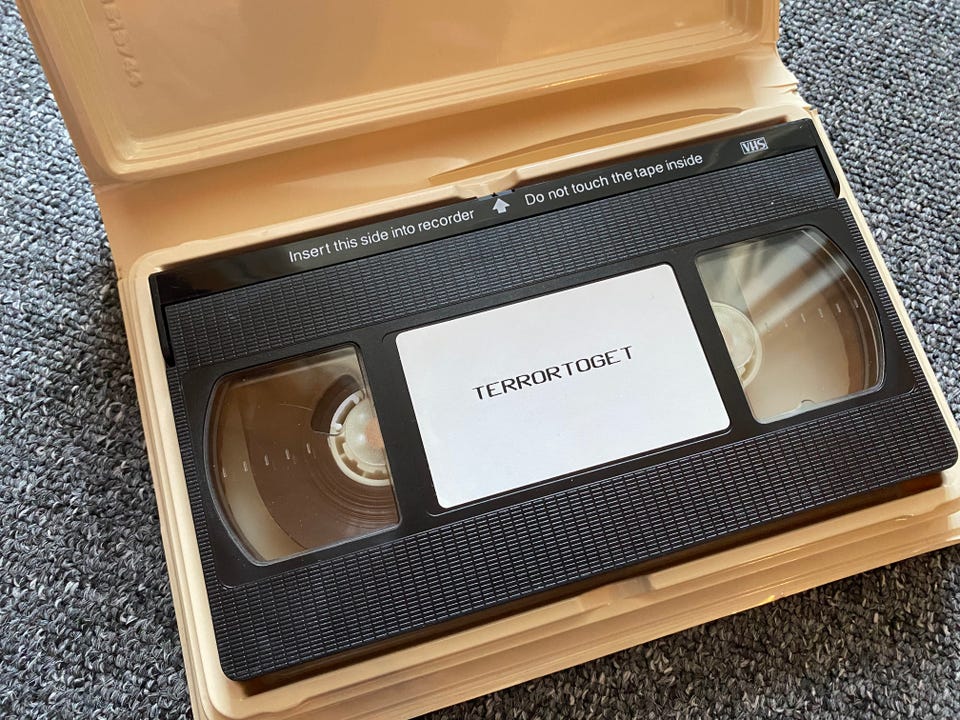 Insert this side into recorder
Do not touch the tape inside
VHS
TERRORTOGET